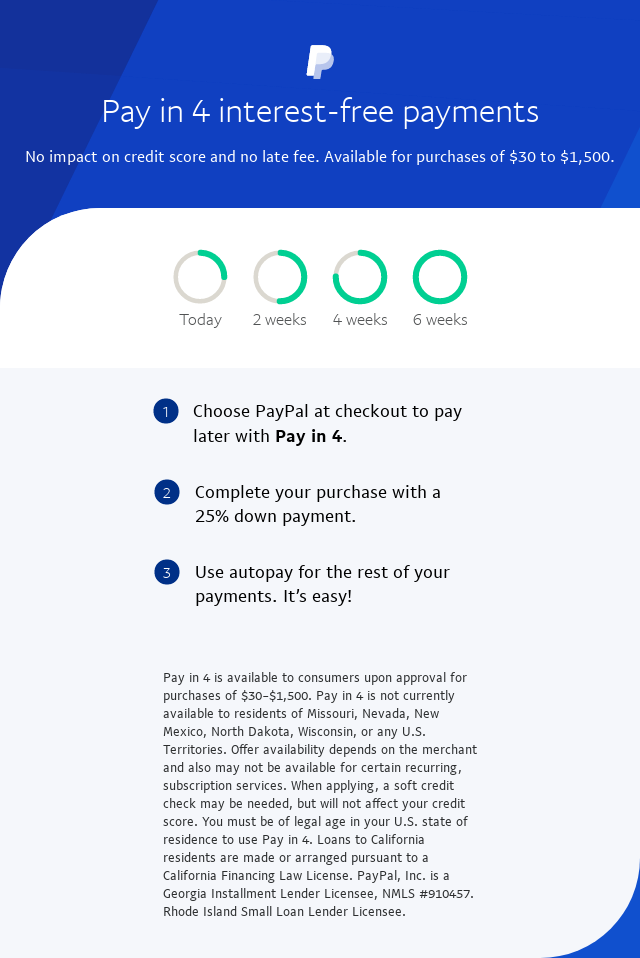 Pay in 4 interest-free payments
No impact on credit score and no late fee. Available for purchases of $30 to $1,500.
Today 2 weeks 4 weeks 6 weeks
1 Choose PayPal at checkout to pay
later with Pay in 4.
2 Complete your purchase with a
25% down payment.
3 Use autopay for the rest of your
payments. It’s easy!
Pay in 4 is available to consumers upon approval for
purchases of $30–$1,500. Pay in 4 is not currently
available to residents of Missouri, Nevada, New
Mexico, North Dakota, Wisconsin, or any U.S.
Territories. Offer availability depends on the merchant
and also may not be available for certain recurring,
subscription services. When applying, a soft credit
check may be needed, but will not affect your credit
score. You must be of legal age in your U.S. state of
residence to use Pay in 4. Loans to California
residents are made or arranged pursuant to a
California Financing Law License. PayPal, Inc. is a
Georgia Installment Lender Licensee, NMLS #910457.
Rhode Island Small Loan Lender Licensee.